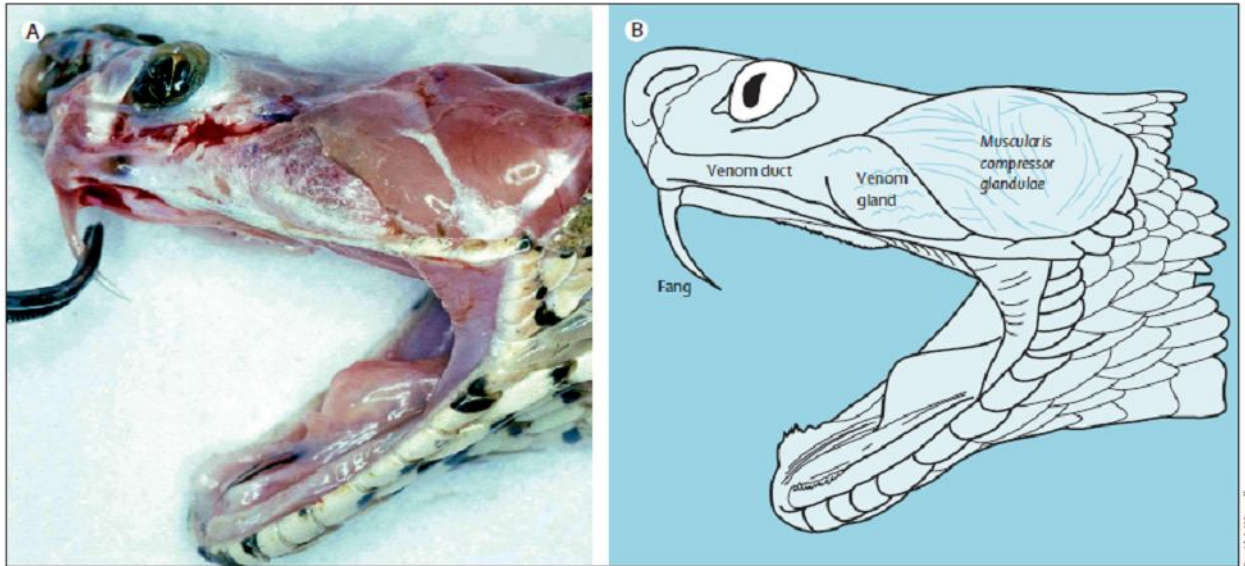 A
B
Muscularis
compressor
glandulae
Venom duct
Venom
gland
Fang